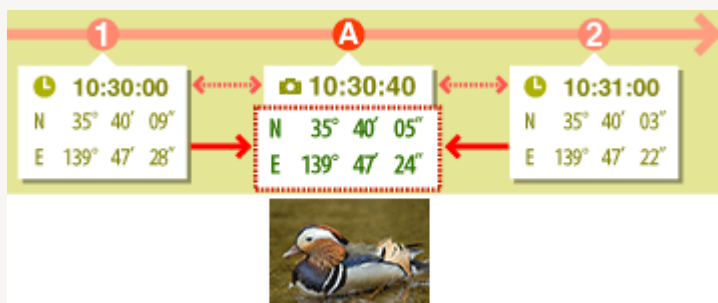 1
A
2
10:30:00
N 35° 40′ 09″
E 139° 47′ 28″
10:30:40
N 35° 40′ 05″
E 139° 47′ 24″
10:31:00
N 35° 40′ 03″
E 139° 47′ 22″